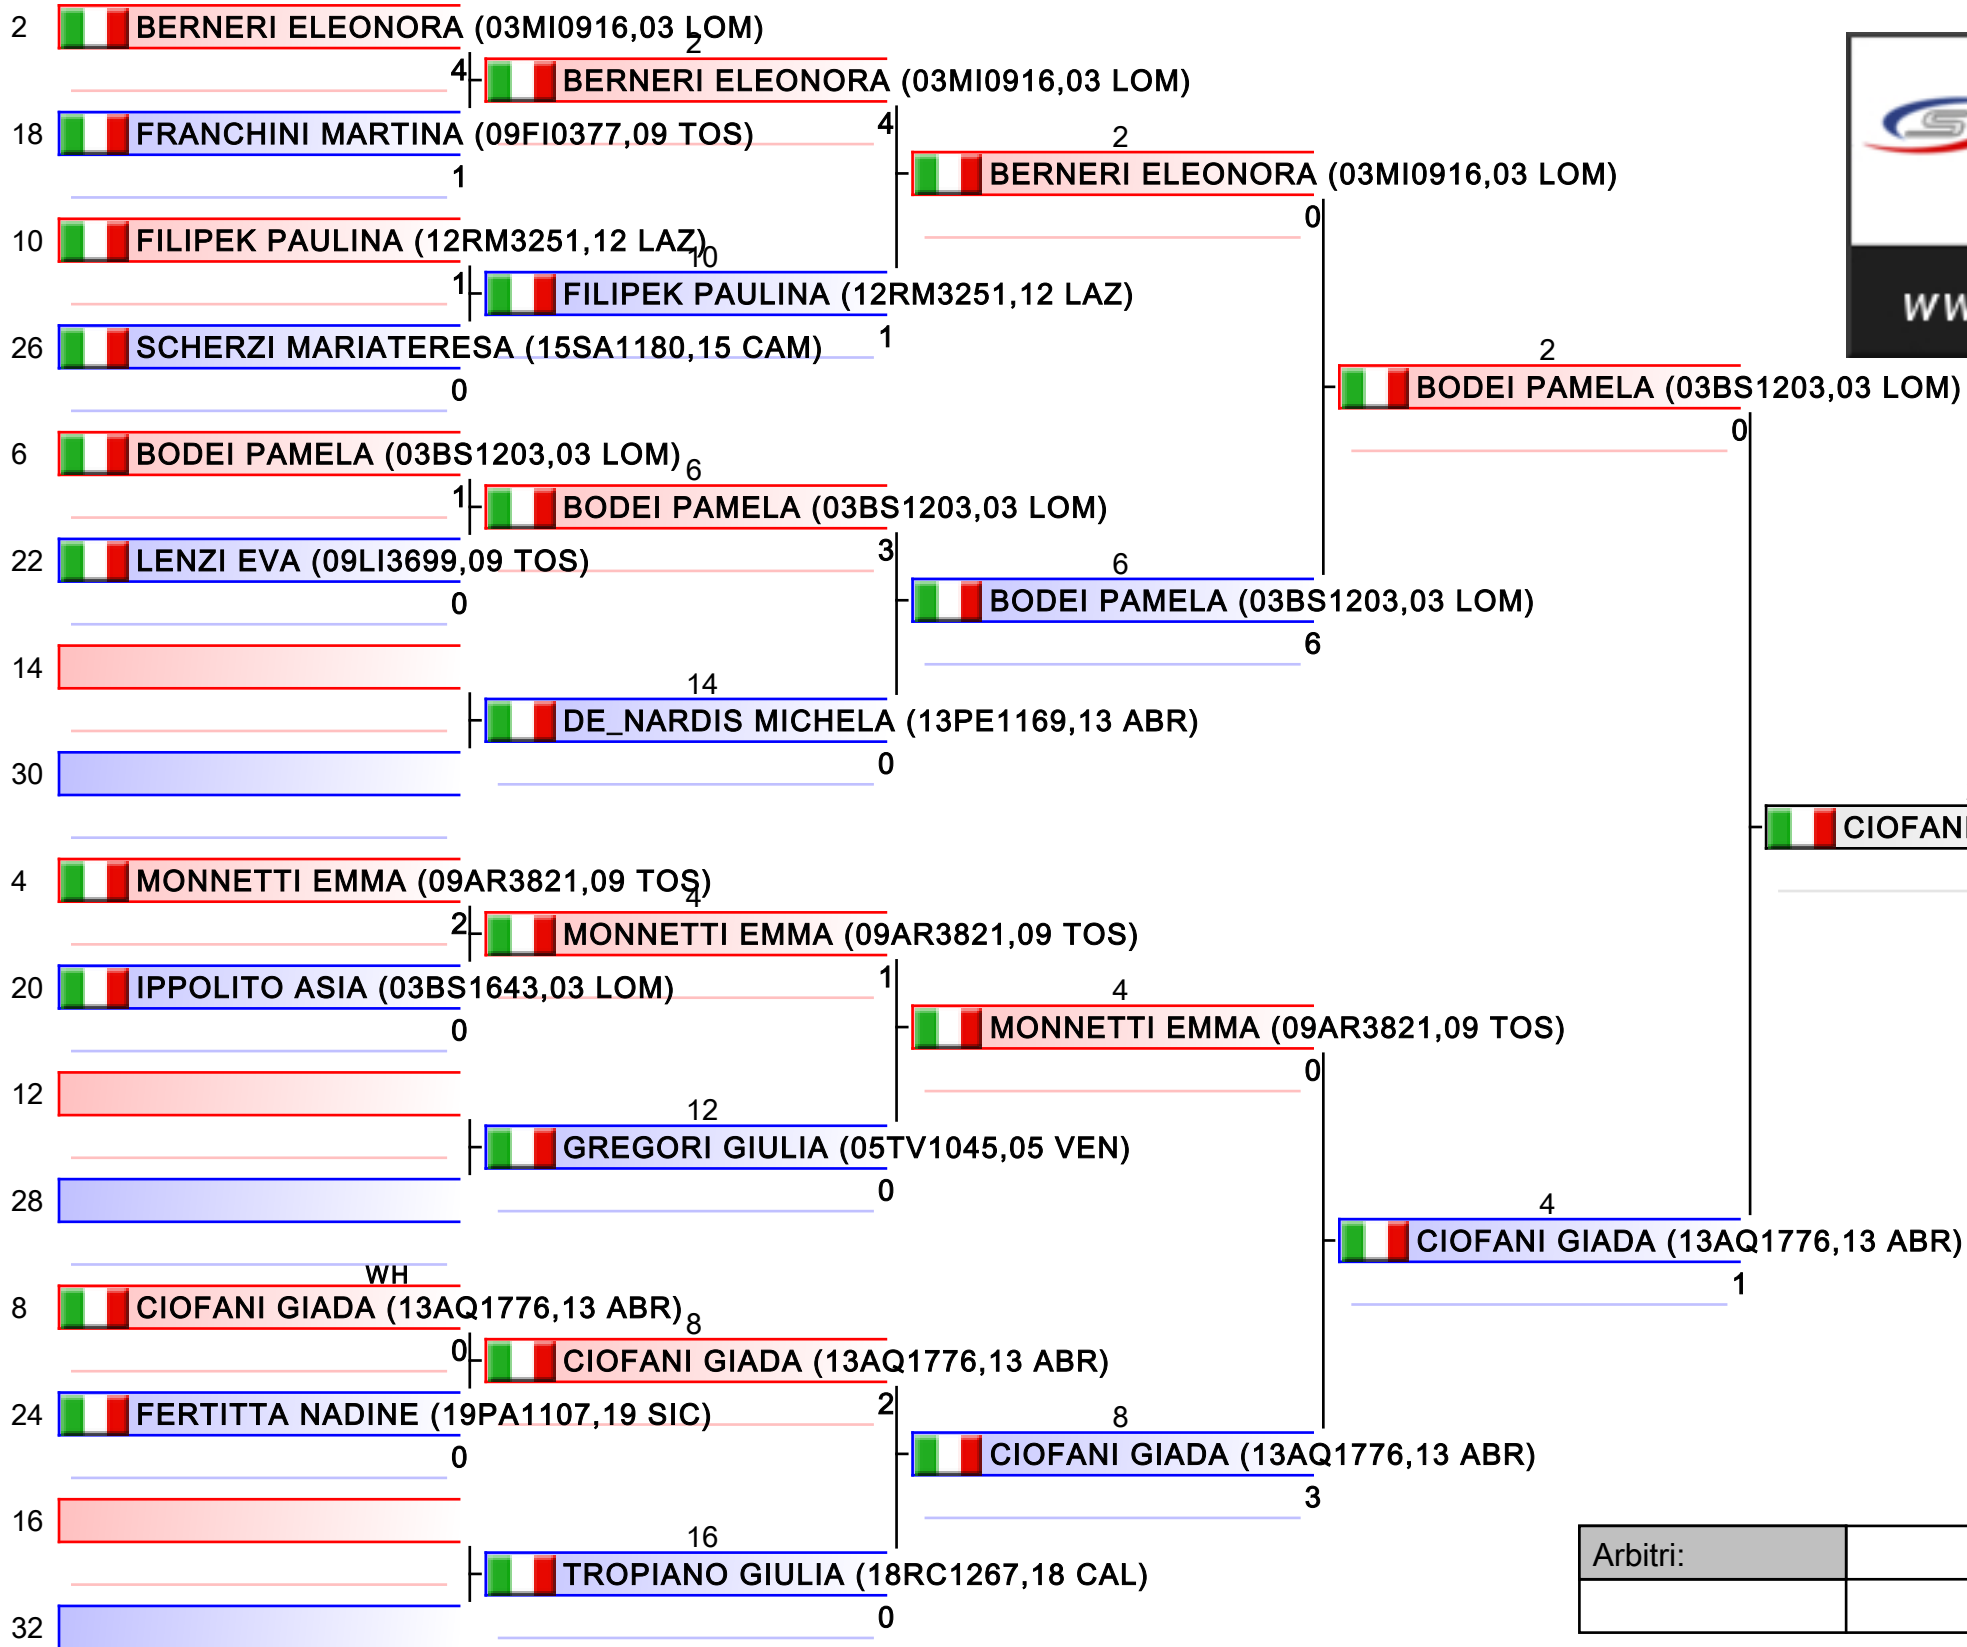 2 BERNERI ELEONORA (03MI0916,03 LOM)
4
18 FRANCHINI MARTINA (09FI0377,09 TOS)
1
10 FILIPEK PAULINA (12RM3251,12 LAZ)
1
26 SCHERZI MARIATERESA (15SA1180,15 CAM)
0
6 BODEI PAMELA (03BS1203,03 LOM)
1
22 LENZI EVA (09LI3699,09 TOS)
0
14
30
4 MONNETTI EMMA (09AR3821,09 TOS)
2
20 IPPOLITO ASIA (03BS1643,03 LOM)
0
12
28
WH
8 CIOFANI GIADA (13AQ1776,13 ABR)
0
24 FERTITTA NADINE (19PA1107,19 SIC)
0
16
32
2
BERNERI ELEONORA (03MI0916,03 LOM)
4
10
FILIPEK PAULINA (12RM3251,12 LAZ)
1
6
BODEI PAMELA (03BS1203,03 LOM)
3
14
DE_NARDIS MICHELA (13PE1169,13 ABR)
0
4
MONNETTI EMMA (09AR3821,09 TOS)
1
12
GREGORI GIULIA (05TV1045,05 VEN)
0
8
CIOFANI GIADA (13AQ1776,13 ABR)
2
16
TROPIANO GIULIA (18RC1267,18 CAL)
0
2
BERNERI ELEONORA (03MI0916,03 LOM)
0
6
BODEI PAMELA (03BS1203,03 LOM)
6
4
MONNETTI EMMA (09AR3821,09 TOS)
0
8
CIOFANI GIADA (13AQ1776,13 ABR)
3
2
BODEI PAMELA (03BS1203,03 LOM)
0
4
CIOFANI GIADA (13AQ1776,13 ABR)
1
CIOFANI
S
ww
Arbitri: